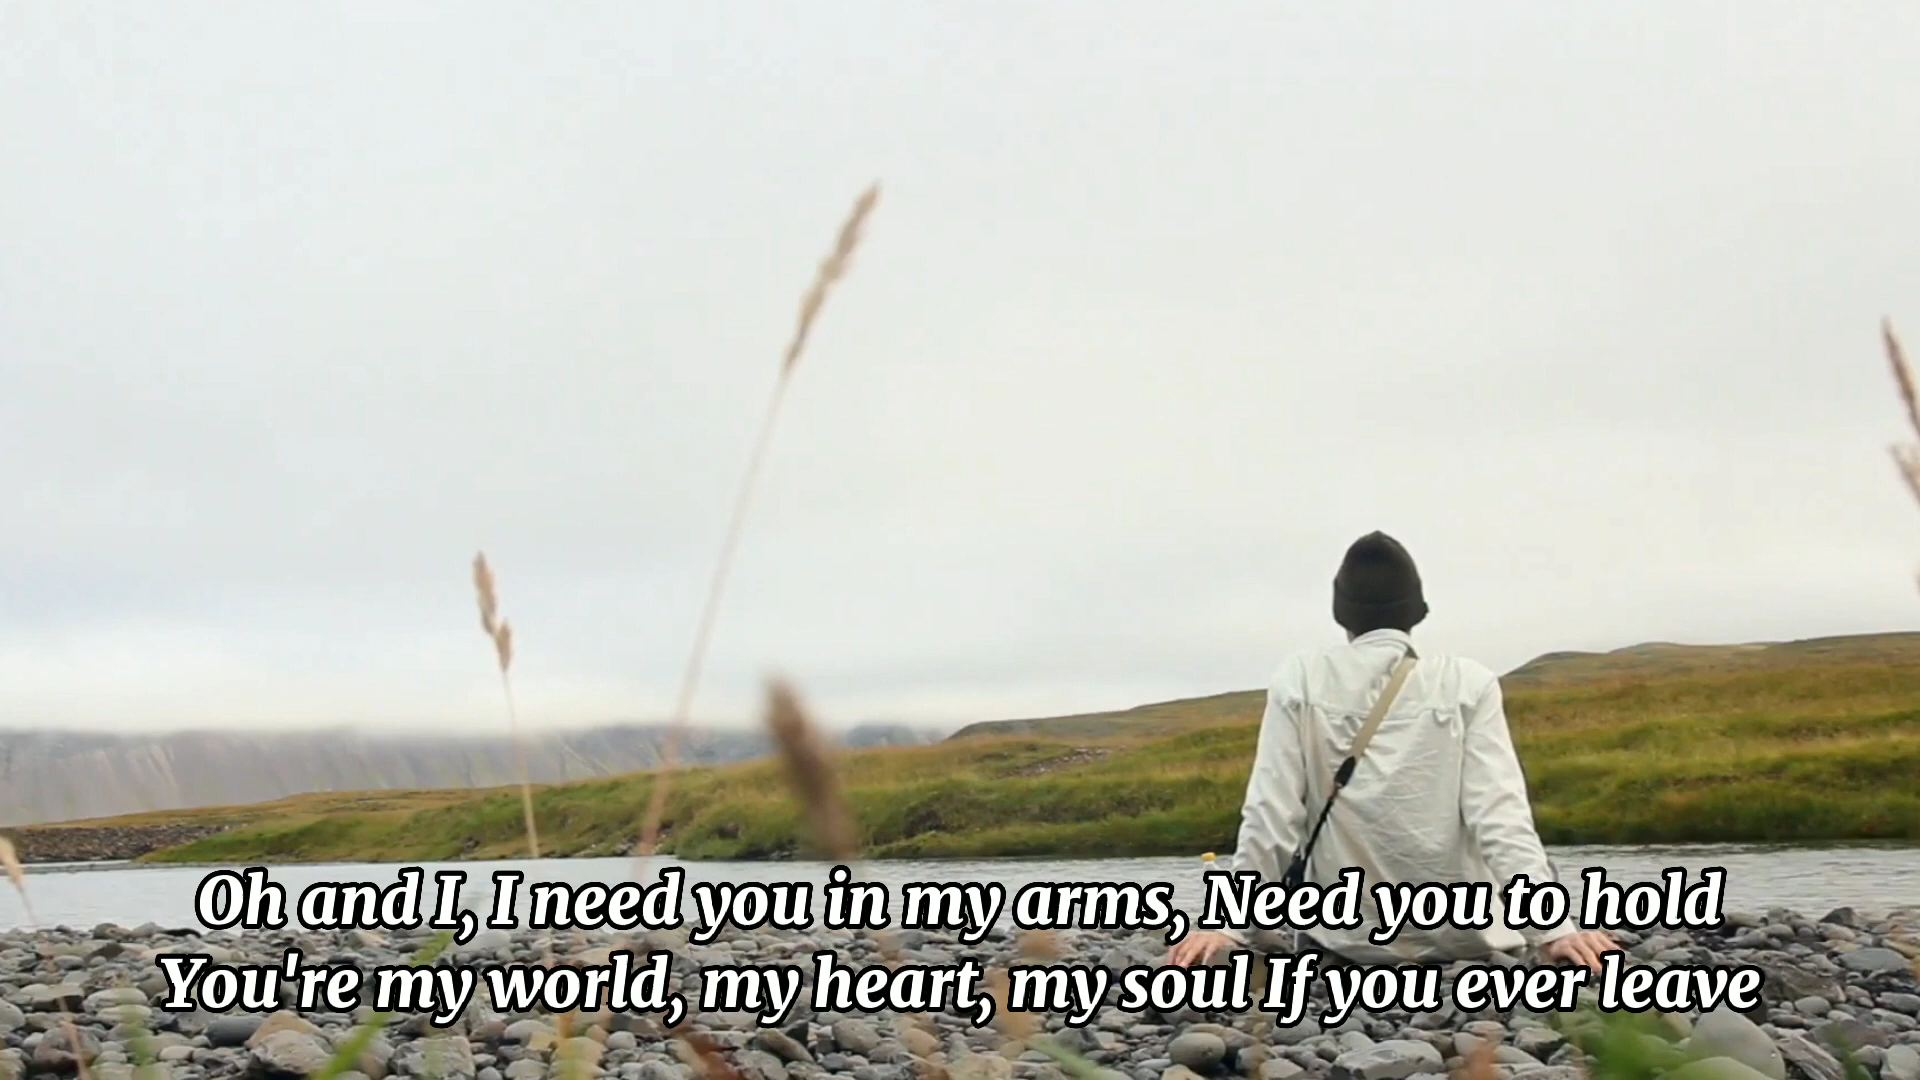 Oh and I, I need you in my arms, Need you to hold
You're my world, my heart, my soul If you ever leave